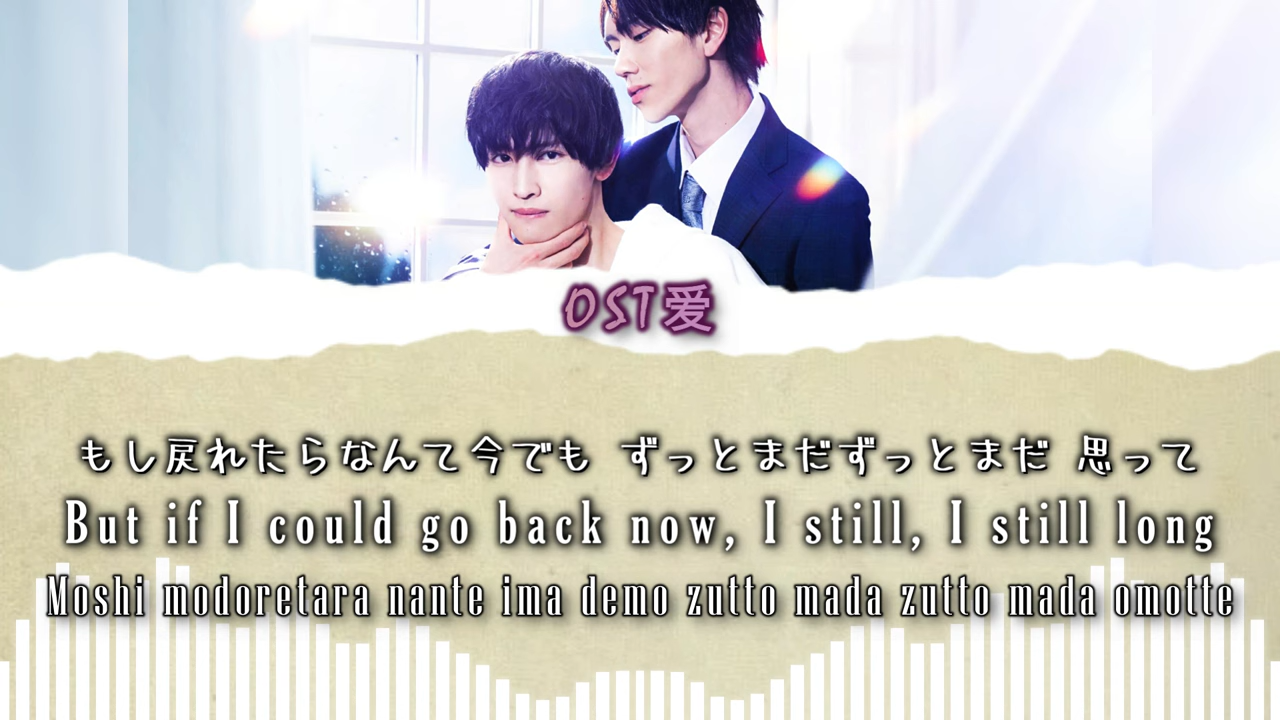 OST爱
もし戻れたらなんて今でも ずっとまだずっとまだ 思って
But if I could go back now, I still, I still long
Moshi modoretara nante ima demo zutto mada zutto mada omotte